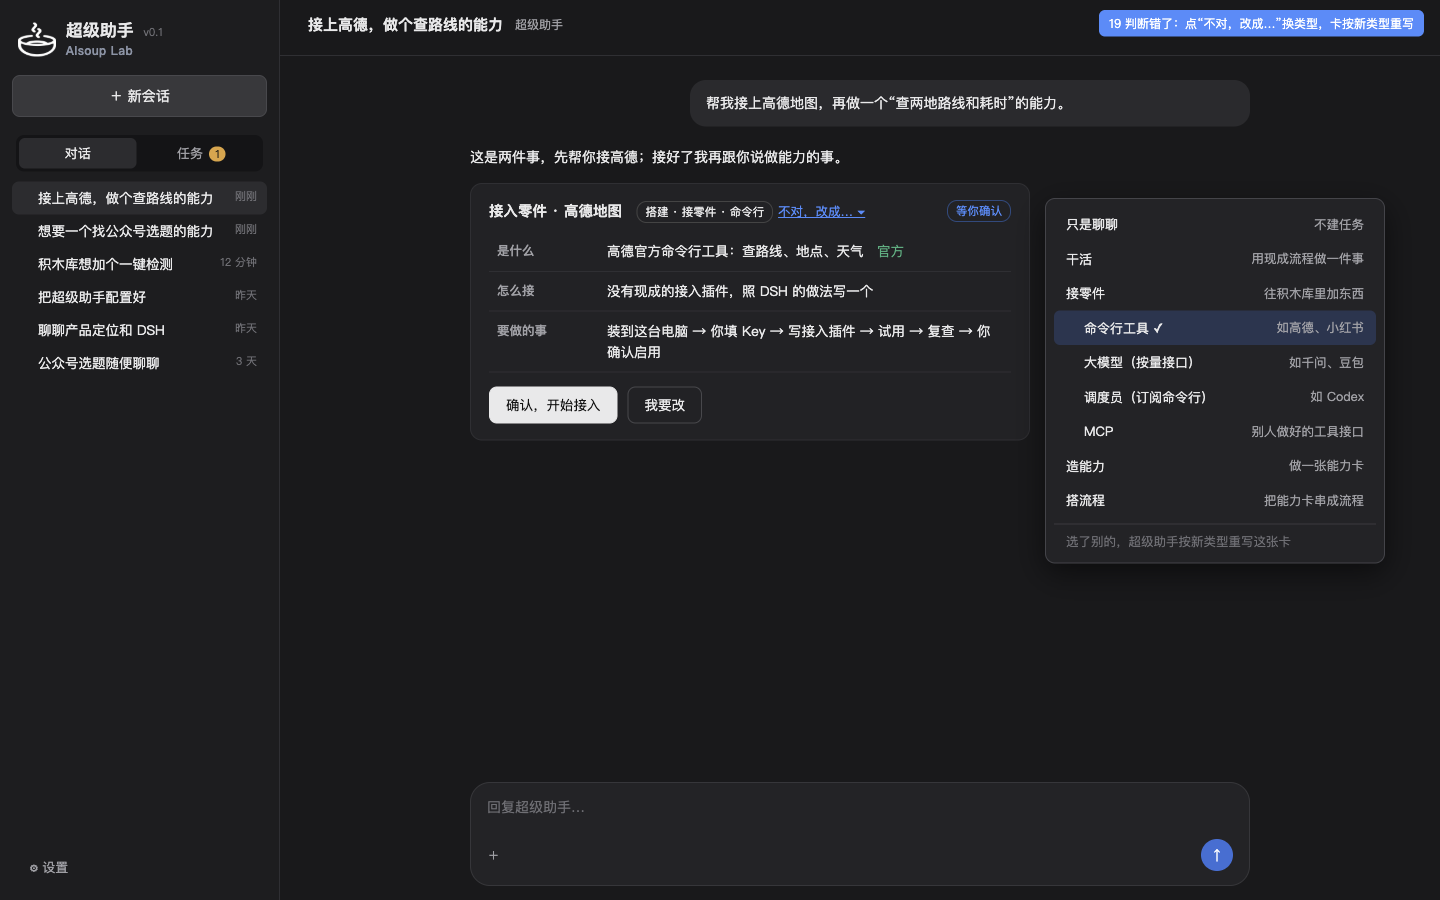 超级助手 v0.1
AIsoup Lab
+ 新会话
对话 任务 1
接上高德，做个查路线的能力 刚刚
想要一个找公众号选题的能力 刚刚
积木库想加个一键检测 12 分钟
把超级助手配置好 昨天
聊聊产品定位和 DSH 昨天
公众号选题随便聊聊 3 天
设置
接上高德，做个查路线的能力 超级助手
19 判断错了：点“不对，改成…”换类型，卡按新类型重写
帮我接上高德地图，再做一个“查两地路线和耗时”的能力。
这是两件事，先帮你接高德；接好了我再跟你说做能力的事。
接入零件 · 高德地图 搭建 · 接零件 · 命令行 不对，改成… 等你确认
是什么 高德官方命令行工具：查路线、地点、天气 官方
怎么接 没有现成的接入插件，照 DSH 的做法写一个
要做的事 装到这台电脑 → 你填 Key → 写接入插件 → 试用 → 复查 → 你
确认启用
确认，开始接入 我要改
只是聊聊 不建任务
干活 用现成流程做一件事
接零件 往积木库里加东西
命令行工具 ✓ 如高德、小红书
大模型（按量接口） 如千问、豆包
调度员（订阅命令行） 如 Codex
MCP 别人做好的工具接口
造能力 做一张能力卡
搭流程 把能力卡串成流程
选了别的，超级助手按新类型重写这张卡
回复超级助手…
+ ↑